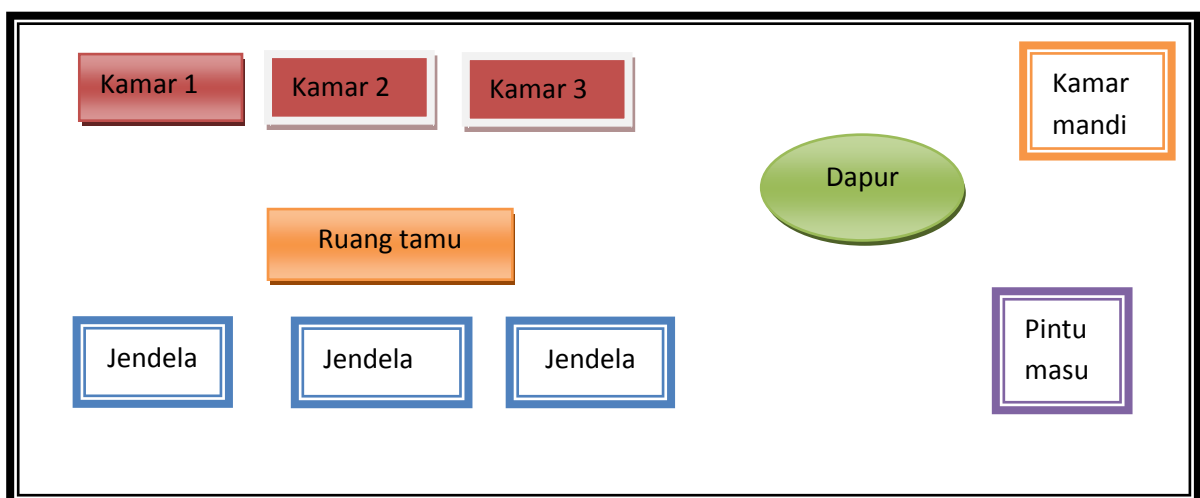 Kamar 1
Kamar 2
Kamar 3
Kamar
mandi
Dapur
Ruang tamu
Jendela
Jendela
Jendela
Pintu
masu